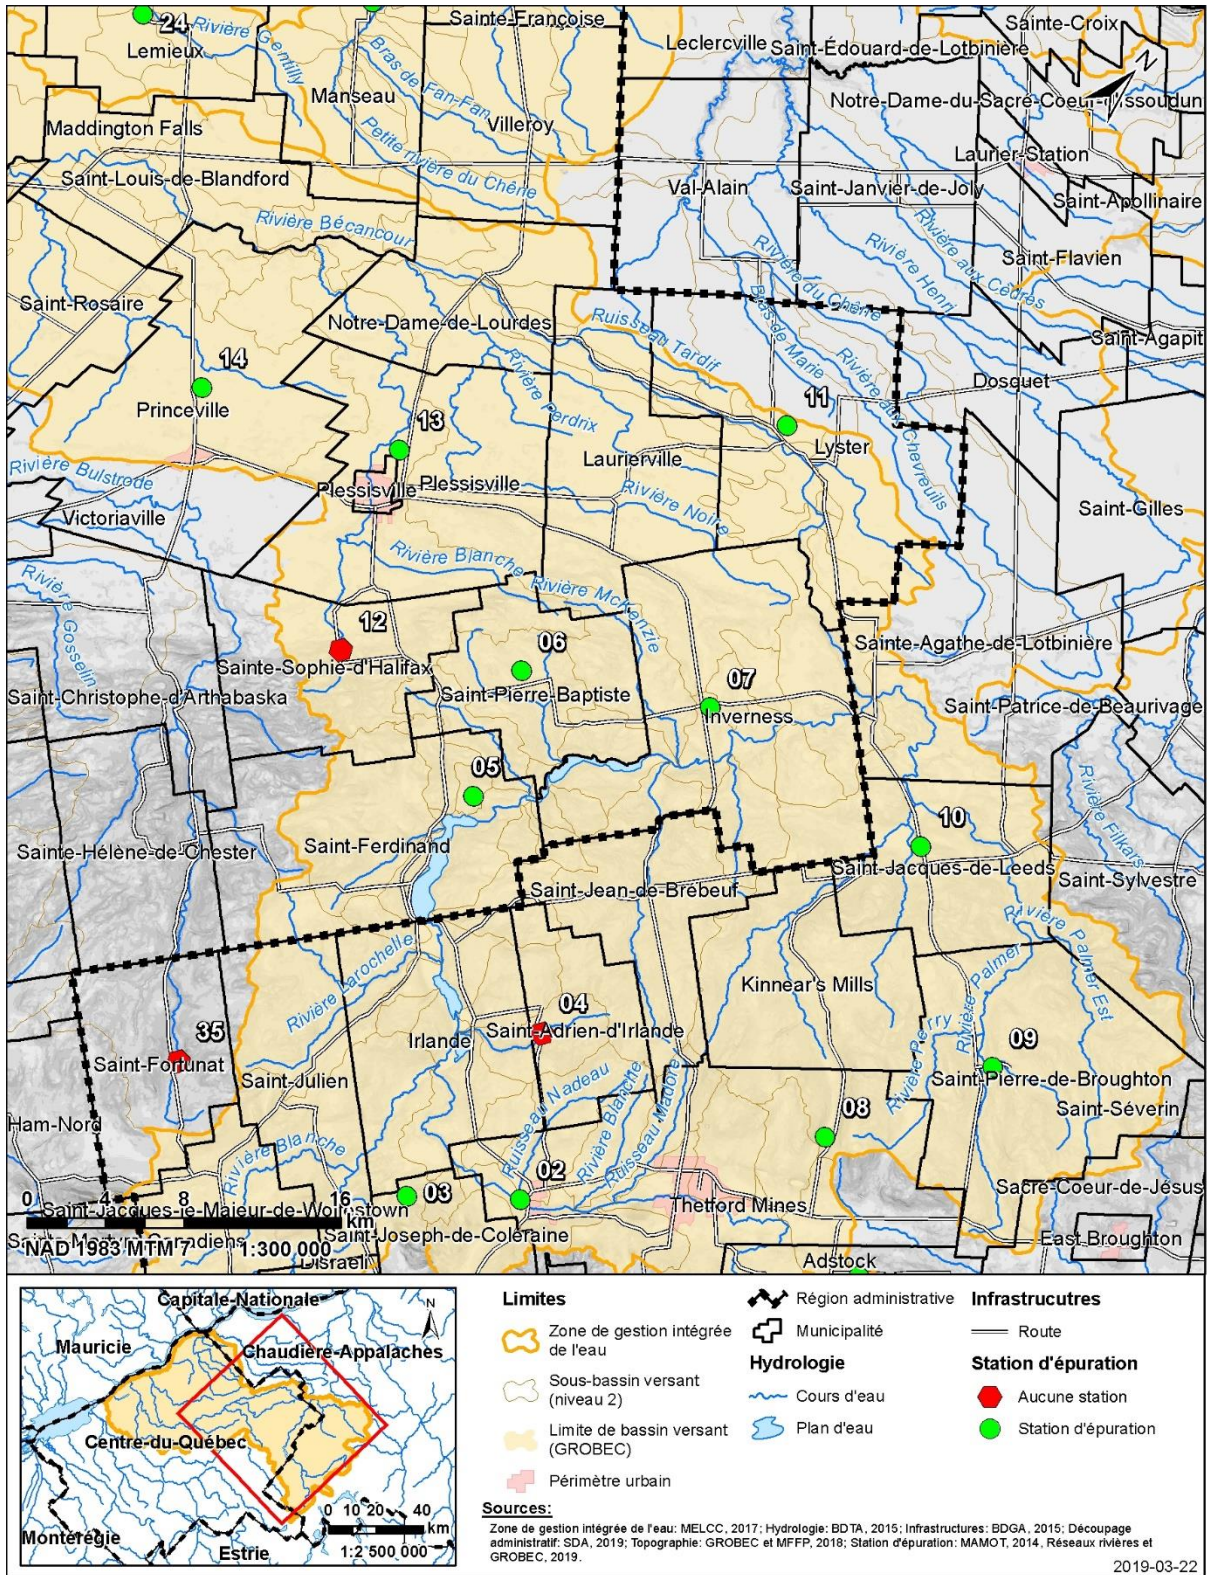 24
Lemieux
Rivière Gentilly
Sainte-Françoise
Bras de Fan-Fan
Manseau
Villeroy
Maddington Falls
Petite rivière du Chêne
Saint-Louis-de-Blandford
Rivière Bécancour
Leclercville
Saint-Édouard-de-Lotbinière
Sainte-Croix
N
Notre-Dame-du-Sacré-Coeur-d'Issoudun
Laurier-Station
Val-Alain
Saint-Janvier-de-Joly
Saint-Apollinaire
Saint-Flavien
Rivière du Chêne
Rivière Henri
Rivière aux Cèdres
Bras de Marie
Saint-Agapit
Dosquet
Saint-Rosaire
Notre-Dame-de-Lourdes
Ruisseau Tardif
Rivière aux Chevreuils
14
Princeville
13
Rivière Perdrix
11
Lyster
Laurierville
Rivière Bulstrode
Plessisville
Plessisville
Rivière Noire
Victoriaville
Saint-Gilles
Rivière Blanche
Rivière McKenzie
Rivière Gosselin
12
Sainte-Sophie-d'Halifax
06
Saint-Pierre-Baptiste
07
Inverness
Sainte-Agathe-de-Lotbinière
Saint-Christophe-d'Arthabaska
Saint-Patrice-de-Beaurivage
05
Rivière Filkars
10
Sainte-Hélène-de-Chester
Saint-Ferdinand
Saint-Jacques-de-Leeds
Saint-Jean-de-Brébeuf
Saint-Sylvestre
Rivière Larochelle
Rivière Palmer Est
Rivière Palmer
Kinnear's Mills
04
Saint-Adrien-d'Irlande
Irlande
35
Saint-Fortunat
Rivière Perry
09
Saint-Pierre-de-Broughton
Saint-Julien
Ruisseau Nadeau
Rivière Blanche
Ruisseau Madore
08
Saint-Séverin
Ham-Nord
Rivière Blanche
03
02
Thetford Mines
Sacré-Coeur-de-Jésus
0 4 8 16
km
Saint-Jacques-le-Majeur-de-Wolfestown
Saint-Joseph-de-Coleraine
East Broughton
NAD 1983 MTM 7 1:300 000
Disraeli
Adstock
Capitale-Nationale
Mauricie
Chaudière-Appalaches
Centre-du-Québec
Montérégie
Estrie
N
0 10 20 40
km
1:2 500 000
Limites
Zone de gestion intégrée
de l'eau
Sous-bassin versant
(niveau 2)
Limite de bassin versant
(GROBEC)
Périmètre urbain
Région administrative
Municipalité
Hydrologie
Cours d'eau
Plan d'eau
Infrastrucutres
Route
Station d'épuration
Aucune station
Station d'épuration
Sources:
Zone de gestion intégrée de l'eau: MELCC, 2017; Hydrologie: BDTA, 2015; Infrastructures: BDGA, 2015; Découpage
administratif: SDA, 2019; Topographie: GROBEC et MFFP, 2018; Station d'épuration: MAMOT, 2014, Réseaux rivières et
GROBEC, 2019.
2019-03-22